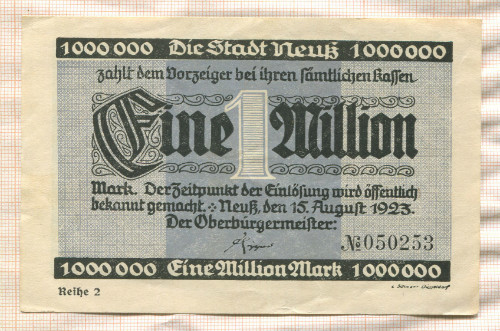 1000000 Die Stadt Neuß 1000000
zahlt dem Vorzeiger bei ihren sämtlichen Kassen
Eine 1 Million
Mark. Der Zeitpunkt der Einlösung wird öffentlich
bekannt gemacht. Neuß, den 15. August 1923.
Der Oberbürgermeister:
№ 050253
1000000 Eine Million Mark 1000000
Reihe 2